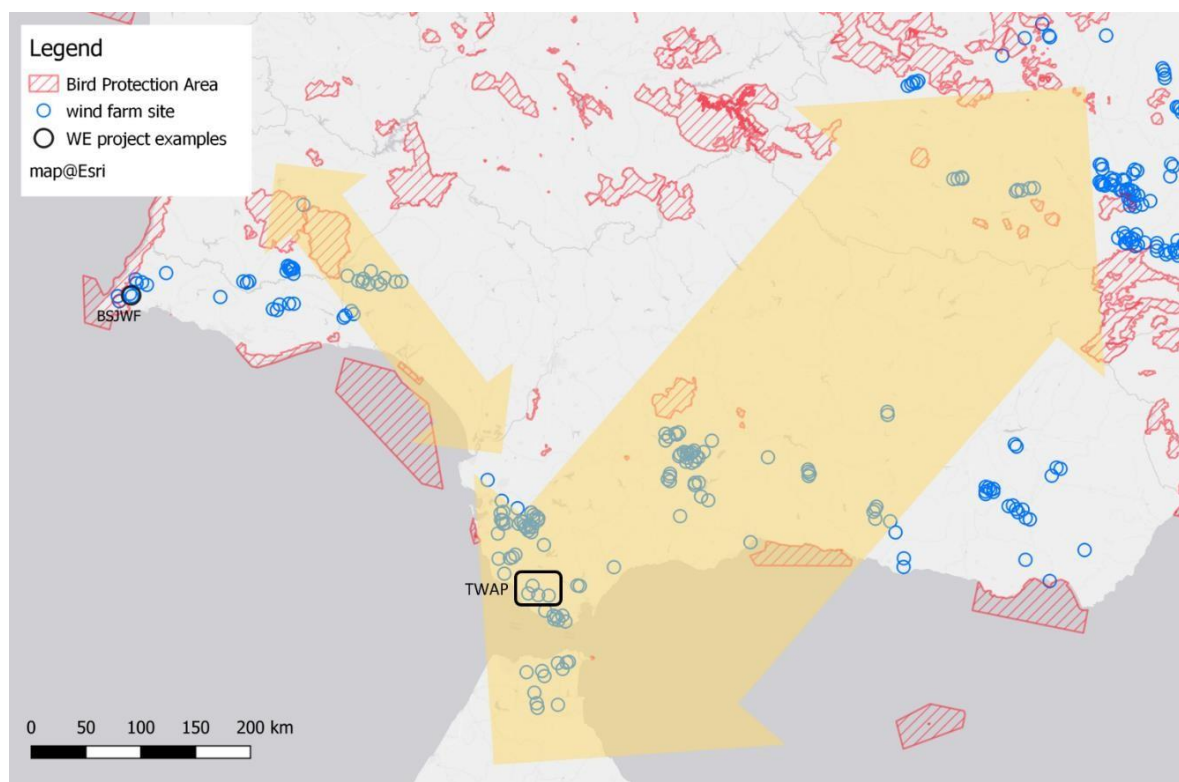 Legend
Bird Protection Area
wind farm site
WE project examples
map@Esri
BSJWF
TWAP
0 50 100 150 200 km